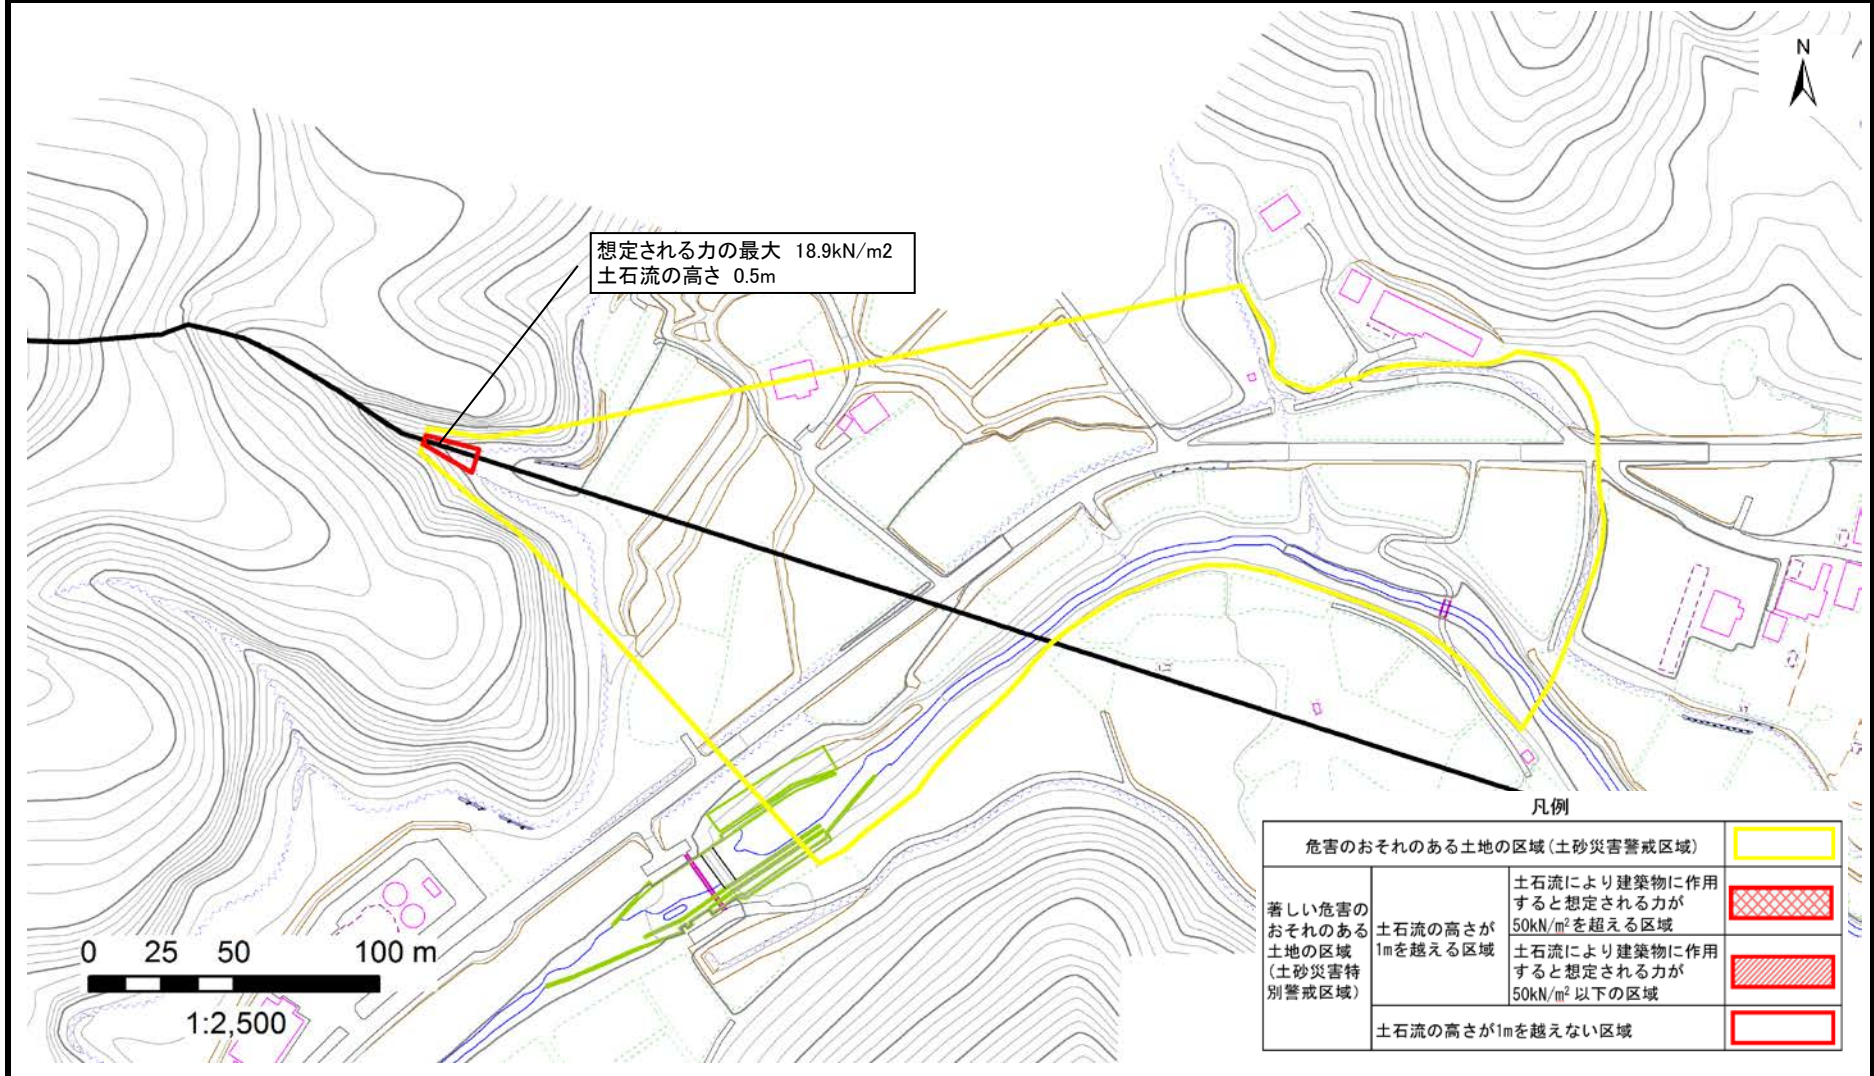 N
想定される力の最大 18.9kN/m2
土石流の高さ 0.5m
0 25 50 100 m
1:2,500
凡例
危害のおそれのある土地の区域(土砂災害警戒区域)
著しい危害の
おそれのある
土地の区域
(土砂災害特
別警戒区域)
土石流の高さが
1mを越える区域
土石流により建築物に作用
すると想定される力が
50kN/m²を超える区域
土石流により建築物に作用
すると想定される力が
50kN/m² 以下の区域
土石流の高さが1mを越えない区域